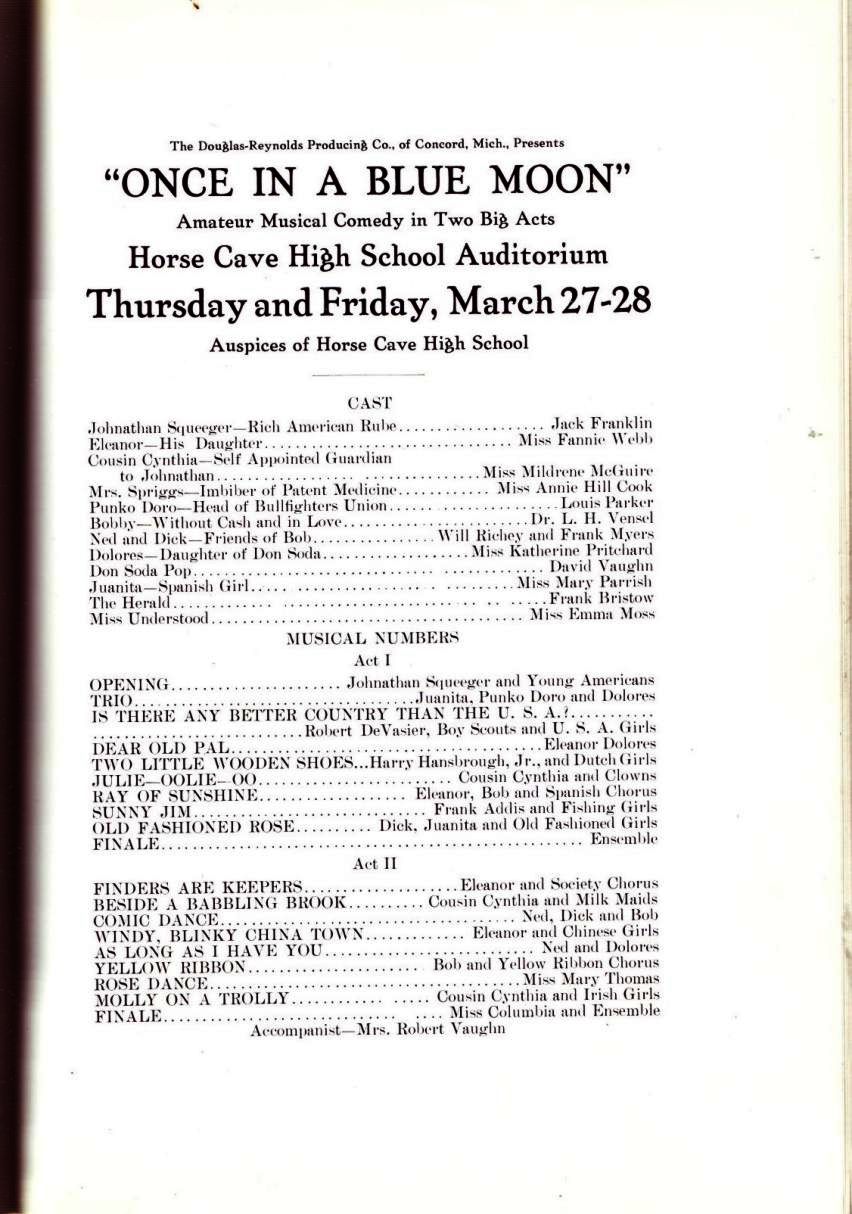 The Douglas-Reynolds Producing Co., of Concord, Mich., Presents
“ONCE IN A BLUE MOON”
Amateur Musical Comedy in Two Big Acts
Horse Cave High School Auditorium
Thursday and Friday, March 27-28
Auspices of Horse Cave High School
CAST
Johnathan Squeeger—Rich American Rube.................. Jack Franklin
Eleanor—His Daughter................................ Miss Fannie Webb
Cousin Cynthia—Self Appointed Guardian
to Johnathan.................. ...................Miss Mildrene McGuire
Mrs. Spriggs—Imbiber of Patent Medicine............ Miss Annie Hill Cook
Punko Doro—Head of Bullfighters Union....... ...............Louis Parker
Bobby—Without Cash and in Love........................Dr. L. H. Vensel
Ned and Dick—Friends of Bob................Will Richey and Frank Myers
Dolores—Daughter of Don Soda...................Miss Katherine Pritchard
Don Soda Pop............................... ............. David Vaughn
Juanita—Spanish Girl..... ................. . .........Miss Mary Parrish
The Herald.............. ......................... .. .. .....Frank Bristow
Miss Understood........................................ Miss Emma Moss
MUSICAL NUMBERS
Act I
OPENING...................... Johnathan Squeeger and Young Americans
TRIO....................................Juanita, Punko Doro and Dolores
IS THERE ANY BETTER COUNTRY THAN THE U. S. A.?...........
...........................Robert DeVasier, Boy Scouts and U. S. A. Girls
DEAR OLD PAL........................................Eleanor Dolores
TWO LITTLE WOODEN SHOES...Harry Hansbrough, Jr., and Dutch Girls
JULIE—OOLIE—OO......................... Cousin Cynthia and Clowns
RAY OF SUNSHINE................... Eleanor, Bob and Spanish Chorus
SUNNY JIM.............................. Frank Addis and Fishing Girls
OLD FASHIONED ROSE.......... Dick, Juanita and Old Fashioned Girls
FINALE...................................................... Ensemble
Act II
FINDERS ARE KEEPERS....................Eleanor and Society Chorus
BESIDE A BABBLING BROOK.......... Cousin Cynthia and Milk Maids
COMIC DANCE...................................... Ned, Dick and Bob
WINDY, BLINKY CHINA TOWN............. Eleanor and Chinese Girls
AS LONG AS I HAVE YOU........................... Ned and Dolores
YELLOW RIBBON...................... Bob and Yellow Ribbon Chorus
ROSE DANCE........................................Miss Mary Thomas
MOLLY ON A TROLLY............ ..... Cousin Cynthia and Irish Girls
FINALE.............................. .... Miss Columbia and Ensemble
Accompanist—Mrs. Robert Vaughn